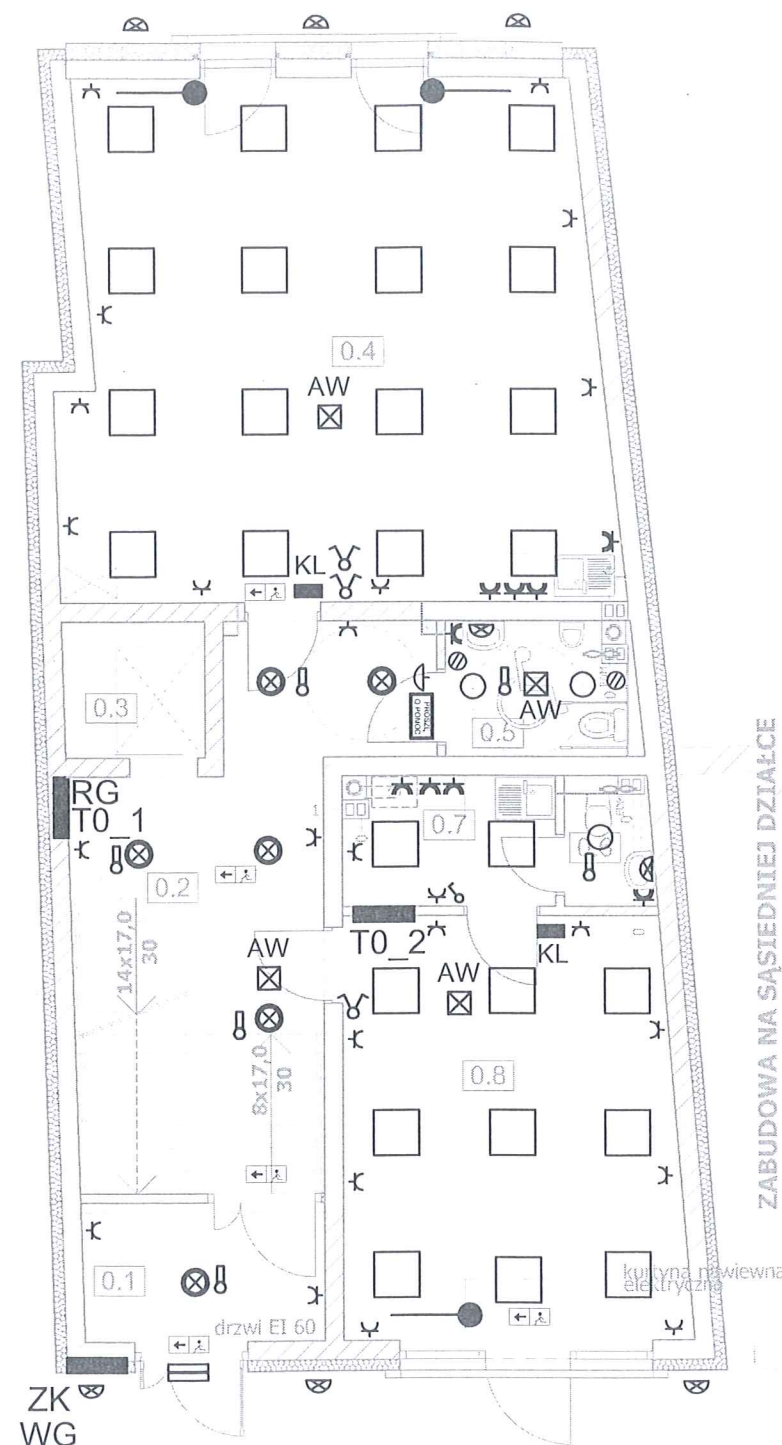 0.4
AW
KL
0.3
PROSZĘ
O POMOC
0.5
AW
RG
T0_1
0.7
0.2
14x17,0
30
AW
T0_2
KL
AW
8x17,0
30
0.8
ZABUDOWA NA SĄSIEDNIEJ DZIAŁCE
0.1
kurtyna nawiewna
elektryczna
drzwi EI 60
ZK
WG